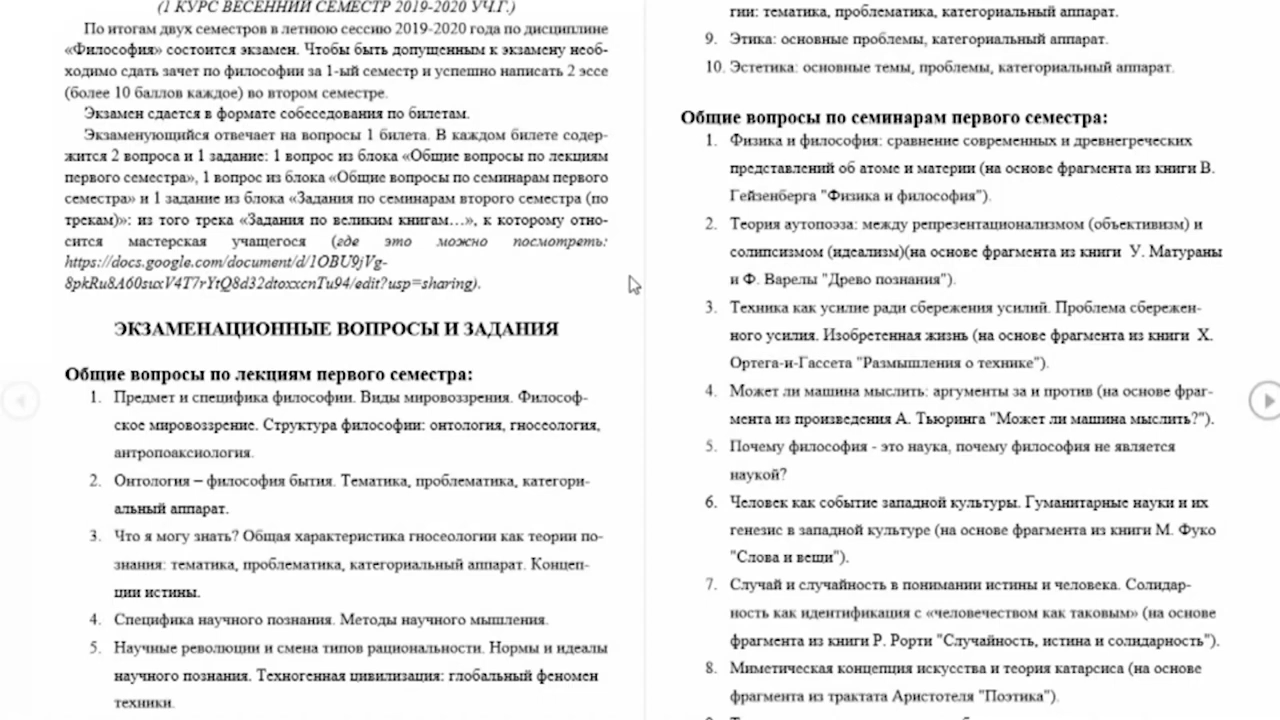 (1 КУРС ВЕСЕННИЙ СЕМЕСТР 2019-2020 УЧ.Г.)
По итогам двух семестров в летнюю сессию 2019-2020 года по дисциплине
«Философия» состоится экзамен. Чтобы быть допущенным к экзамену необ-
ходимо сдать зачет по философии за 1-ый семестр и успешно написать 2 эссе
(более 10 баллов каждое) во втором семестре.
Экзамен сдается в формате собеседования по билетам.
Экзаменующийся отвечает на вопросы 1 билета. В каждом билете содер-
жится 2 вопроса и 1 задание: 1 вопрос из блока «Общие вопросы по лекциям
первого семестра», 1 вопрос из блока «Общие вопросы по семинарам первого
семестра» и 1 задание из блока «Задания по семинарам второго семестра (по
трекам)»: из того трека «Задания по великим книгам…», к которому отно-
сится мастерская учащегося (где это можно посмотреть:
https://docs.google.com/document/d/1OBU9jVg-
8pkRu8A60suxV4T7rYtQ8d32dtoxxcnTu94/edit?usp=sharing).
ЭКЗАМЕНАЦИОННЫЕ ВОПРОСЫ И ЗАДАНИЯ
Общие вопросы по лекциям первого семестра:
1. Предмет и специфика философии. Виды мировоззрения. Философ-
ское мировоззрение. Структура философии: онтология, гносеология,
антропоаксиология.
2. Онтология – философия бытия. Тематика, проблематика, категори-
альный аппарат.
3. Что я могу знать? Общая характеристика гносеологии как теории по-
знания: тематика, проблематика, категориальный аппарат. Концеп-
ции истины.
4. Специфика научного познания. Методы научного мышления.
5. Научные революции и смена типов рациональности. Нормы и идеалы
научного познания. Техногенная цивилизация: глобальный феномен
техники.
гии: тематика, проблематика, категориальный аппарат.
9. Этика: основные проблемы, категориальный аппарат.
10. Эстетика: основные темы, проблемы, категориальный аппарат.
Общие вопросы по семинарам первого семестра:
1. Физика и философия: сравнение современных и древнегреческих
представлений об атоме и материи (на основе фрагмента из книги В.
Гейзенберга "Физика и философия").
2. Теория аутопоэза: между репрезентационализмом (объективизм) и
солипсизмом (идеализм)(на основе фрагмента из книги У. Матураны
и Ф. Варелы "Древо познания").
3. Техника как усилие ради сбережения усилий. Проблема сбережен-
ного усилия. Изобретенная жизнь (на основе фрагмента из книги Х.
Ортега-и-Гассета "Размышления о технике").
4. Может ли машина мыслить: аргументы за и против (на основе фраг-
мента из произведения А. Тьюринга "Может ли машина мыслить?").
5. Почему философия - это наука, почему философия не является
наукой?
6. Человек как событие западной культуры. Гуманитарные науки и их
генезис в западной культуре (на основе фрагмента из книги М. Фуко
"Слова и вещи").
7. Случай и случайность в понимании истины и человека. Солидар-
ность как идентификация с «человечеством как таковым» (на основе
фрагмента из книги Р. Рорти "Случайность, истина и солидарность").
8. Миметическая концепция искусства и теория катарсиса (на основе
фрагмента из трактата Аристотеля "Поэтика").